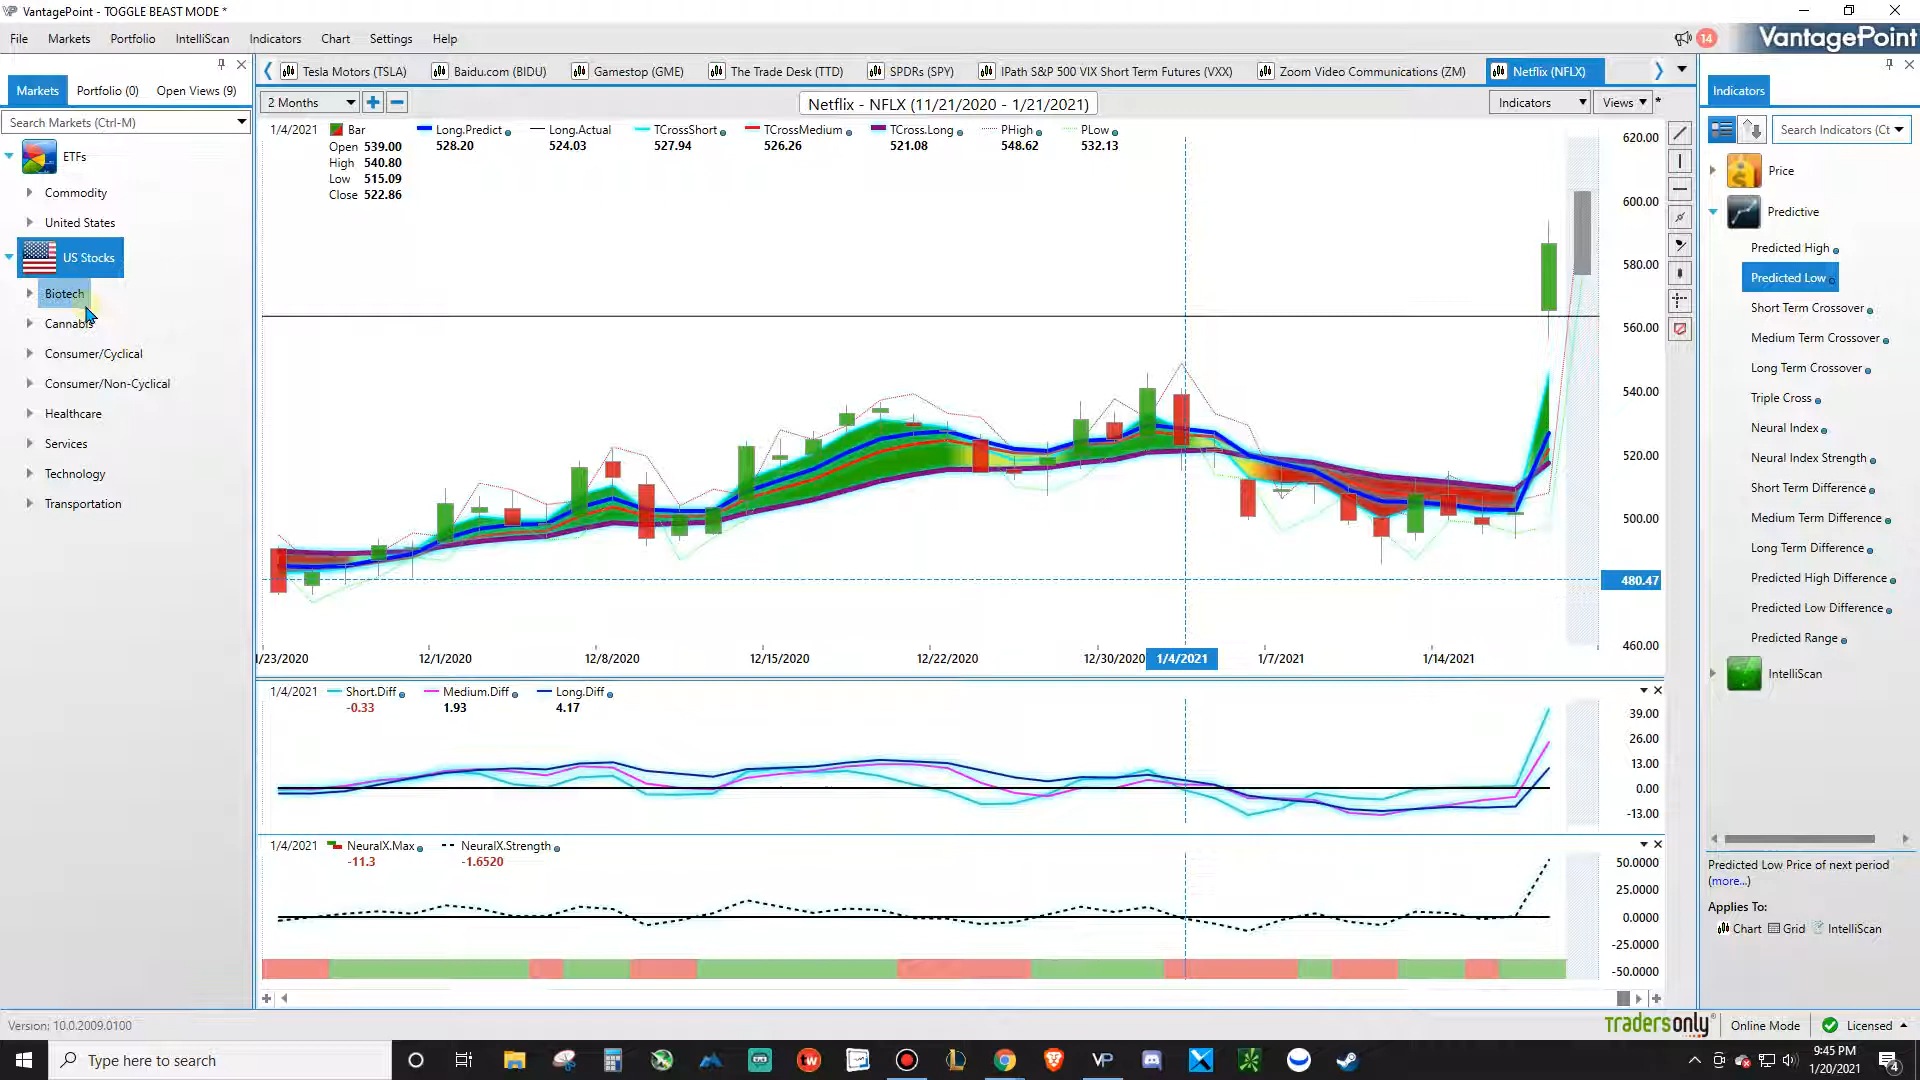 VantagePoint - TOGGLE BEAST MODE *
File Markets Portfolio IntelliScan Indicators Chart Settings Help
14
VantagePoint
Markets Portfolio (0) Open Views (9)
Search Markets (Ctrl-M)
ETFs
Commodity
United States
US Stocks
Biotech
Cannabis
Consumer/Cyclical
Consumer/Non-Cyclical
Healthcare
Services
Technology
Transportation
Tesla Motors (TSLA) Baidu.com (BIDU) Gamestop (GME) The Trade Desk (TTD) SPDRs (SPY) IPath S&P 500 VIX Short Term Futures (VXX) Zoom Video Communications (ZM) Netflix (NFLX)
2 Months
Netflix - NFLX (11/21/2020 - 1/21/2021)
Indicators Views *
1/4/2021 Bar Long.Predict Long.Actual TCrossShort TCrossMedium TCross.Long PHigh PLow
Open 539.00 528.20 524.03 527.94 526.26 521.08 548.62 532.13
High 540.80
Low 515.09
Close 522.86
620.00
600.00
580.00
560.00
540.00
520.00
500.00
480.47
460.00
1/23/2020 12/1/2020 12/8/2020 12/15/2020 12/22/2020 12/30/2020 1/4/2021 1/7/2021 1/14/2021
1/4/2021 Short.Diff Medium.Diff Long.Diff
-0.33 1.93 4.17
39.00
26.00
13.00
0.00
-13.00
1/4/2021 NeuralX.Max NeuralX.Strength
-11.3 -1.6520
50.0000
25.0000
0.0000
-25.0000
-50.0000
Indicators
Search Indicators (Ct
Price
Predictive
Predicted High
Predicted Low
Short Term Crossover
Medium Term Crossover
Long Term Crossover
Triple Cross
Neural Index
Neural Index Strength
Short Term Difference
Medium Term Difference
Long Term Difference
Predicted High Difference
Predicted Low Difference
Predicted Range
IntelliScan
Predicted Low Price of next period
(more...)
Applies To:
Chart Grid IntelliScan
Version: 10.0.2009.0100
tradersonly
Online Mode
Licensed
Type here to search
9:45 PM
1/20/2021
4